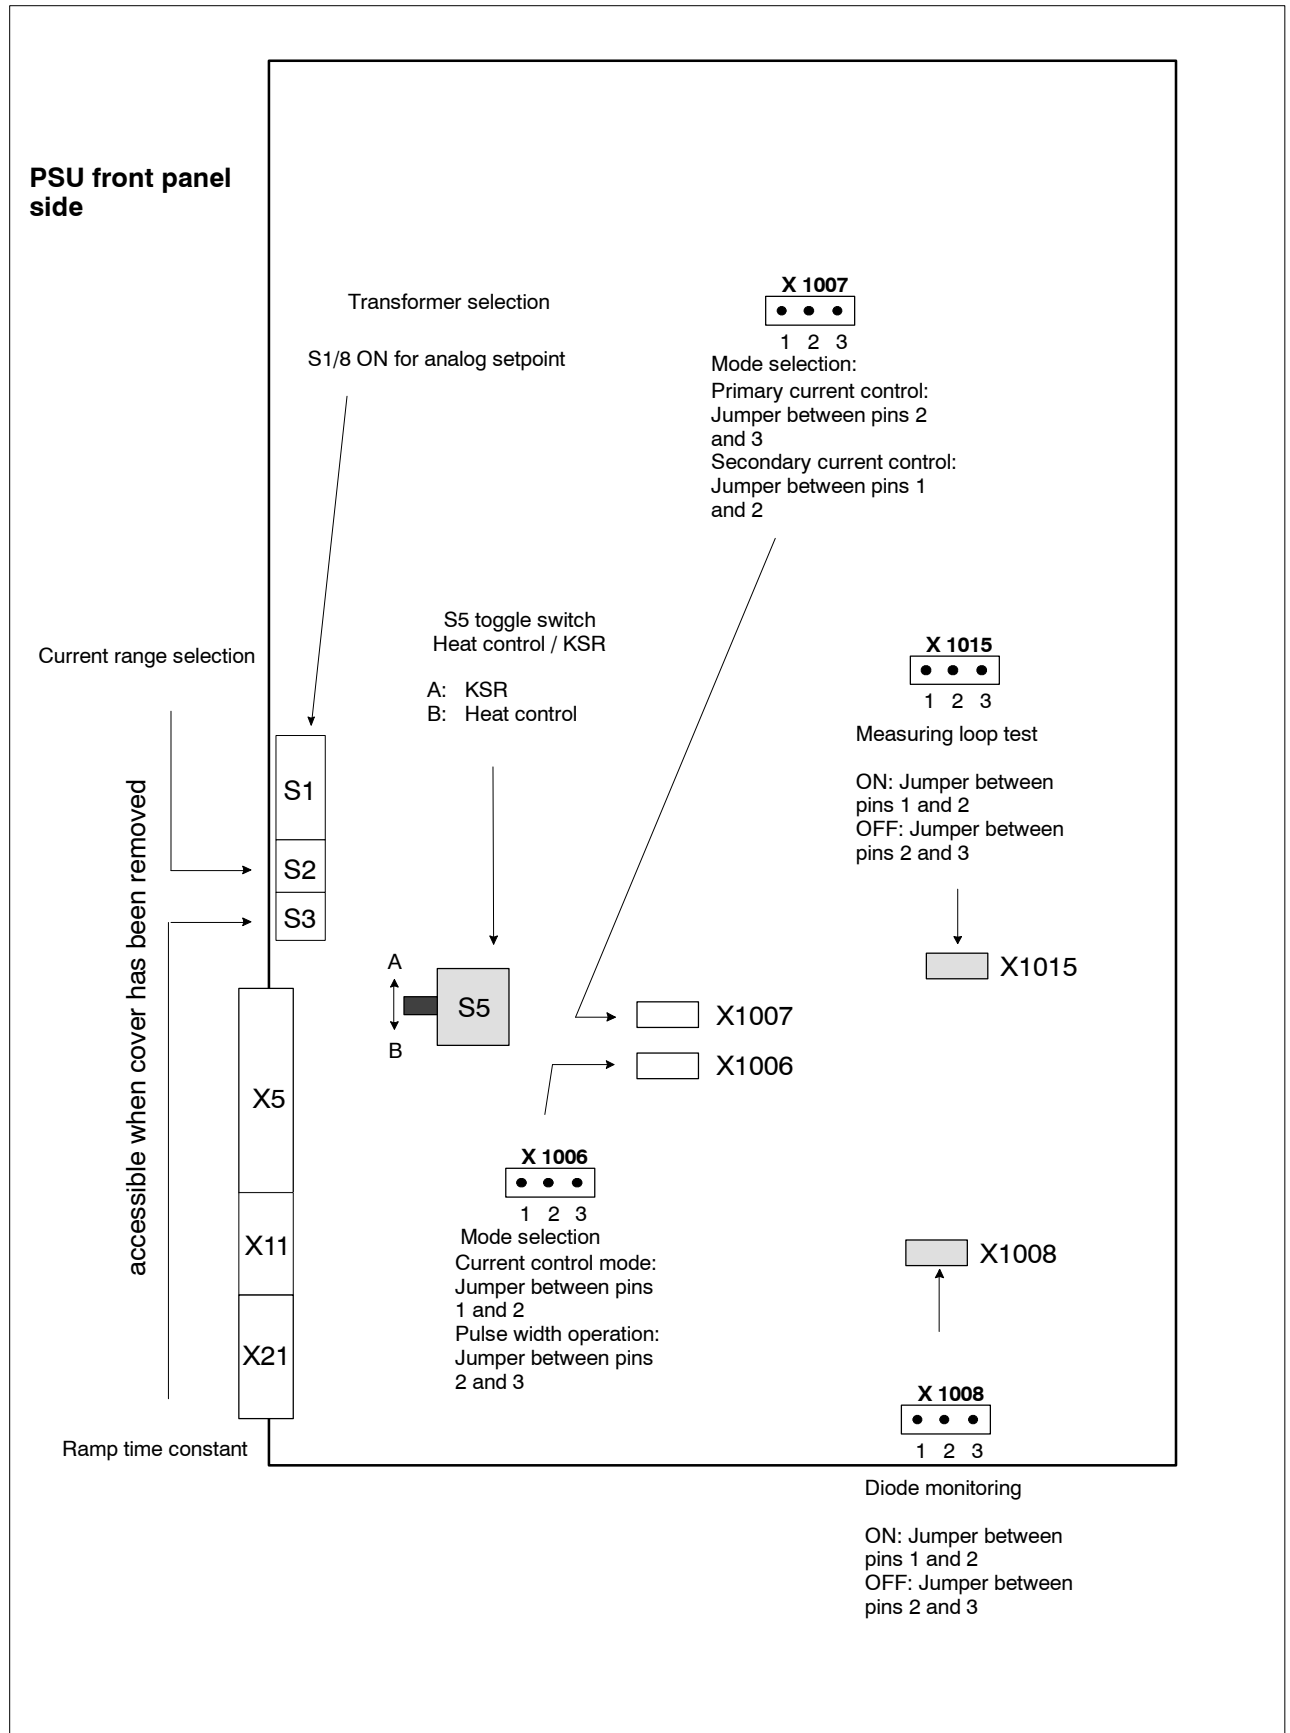 PSU front panel
side
Transformer selection
S1/8 ON for analog setpoint
X 1007
1 2 3
Mode selection:
Primary current control:
Jumper between pins 2
and 3
Secondary current control:
Jumper between pins 1
and 2
S5 toggle switch
Heat control / KSR
A: KSR
B: Heat control
Current range selection
X 1015
1 2 3
Measuring loop test
ON: Jumper between
pins 1 and 2
OFF: Jumper between
pins 2 and 3
accessible when cover has been removed
S1
S2
S3
A
S5
B
X1015
X1007
X1006
X5
X11
X21
X 1006
1 2 3
Mode selection
Current control mode:
Jumper between pins
1 and 2
Pulse width operation:
Jumper between pins
2 and 3
X1008
X 1008
1 2 3
Ramp time constant
Diode monitoring
ON: Jumper between
pins 1 and 2
OFF: Jumper between
pins 2 and 3